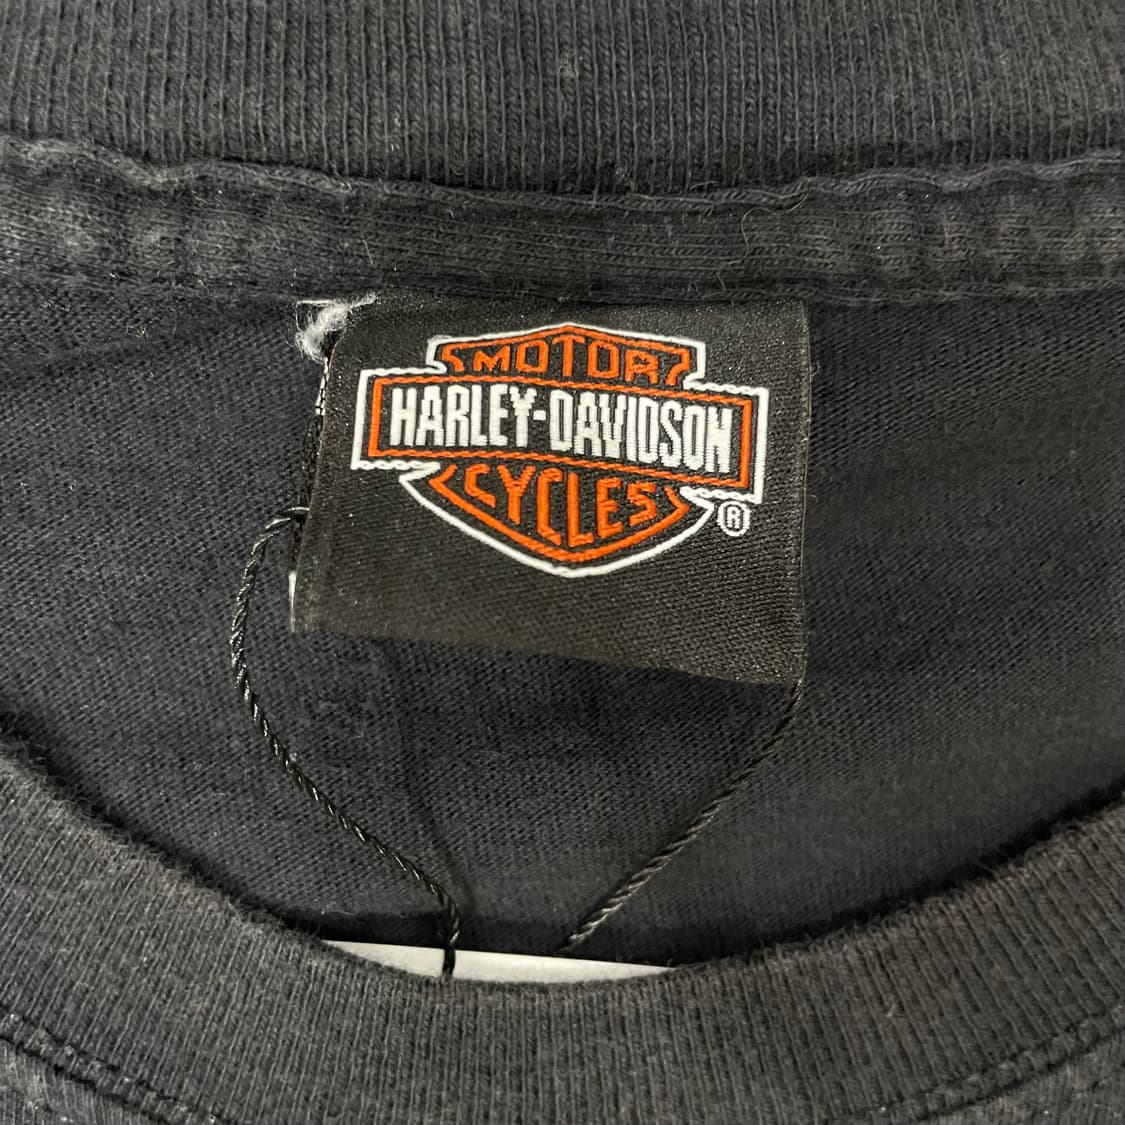 MOTOR
HARLEY-DAVIDSON
CYCLES
®